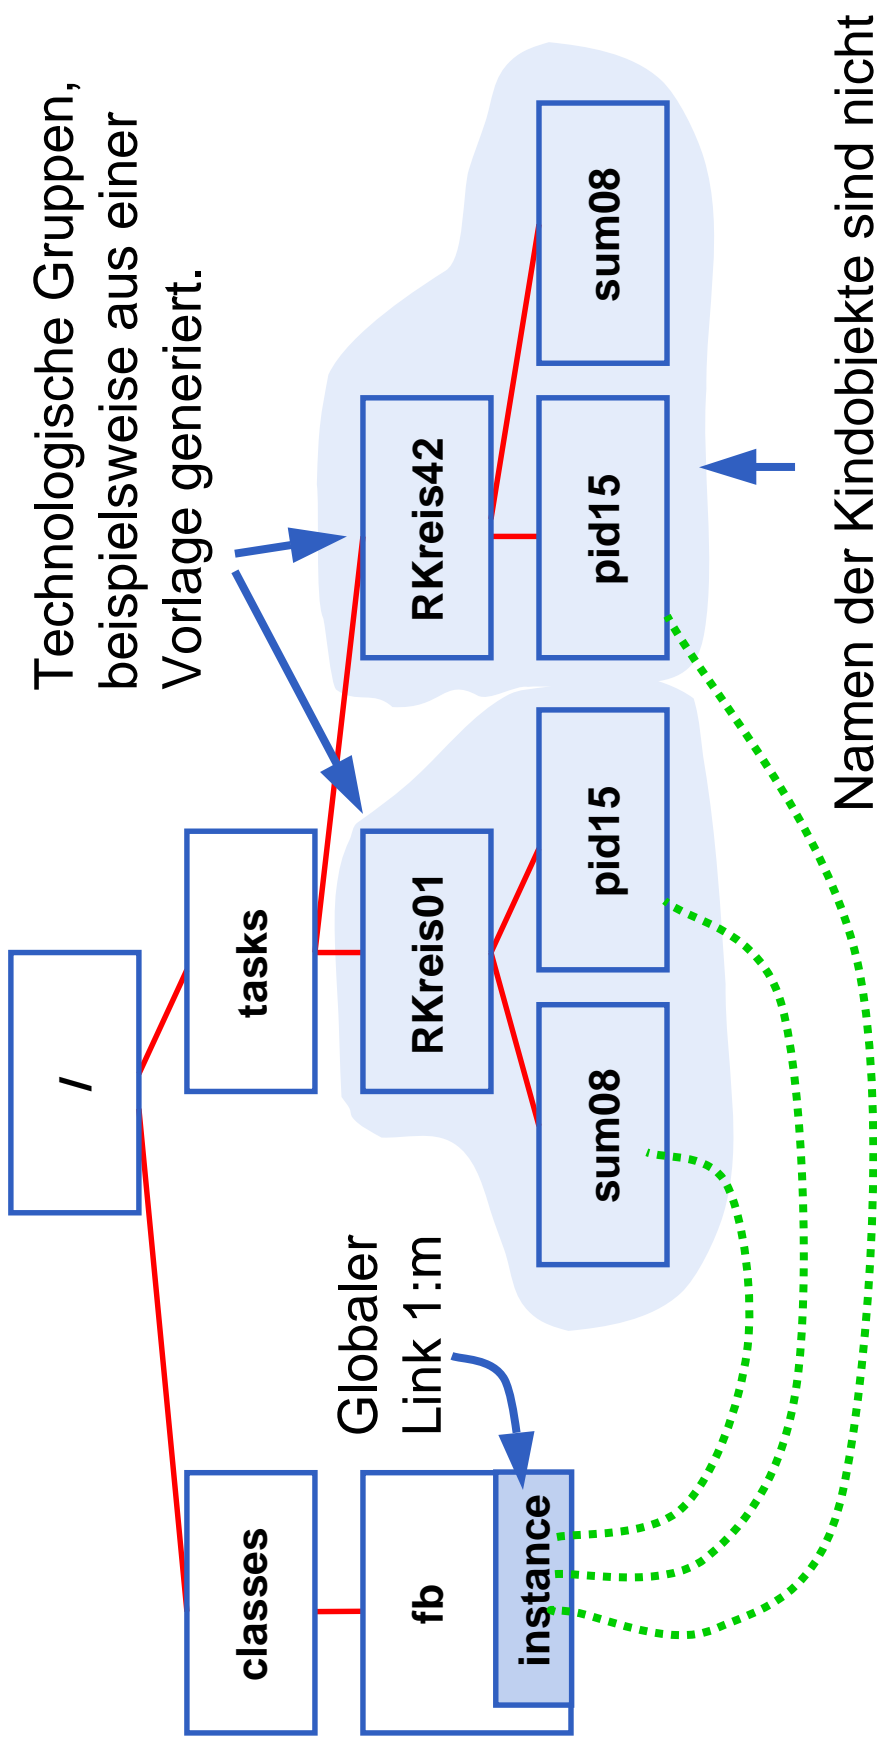 /
classes
tasks
Technologische Gruppen,
beispielsweise aus einer
Vorlage generiert.
fb
instance
Globaler
Link 1:m
RKreis01
RKreis42
sum08
pid15
pid15
sum08
Namen der Kindobjekte sind nicht